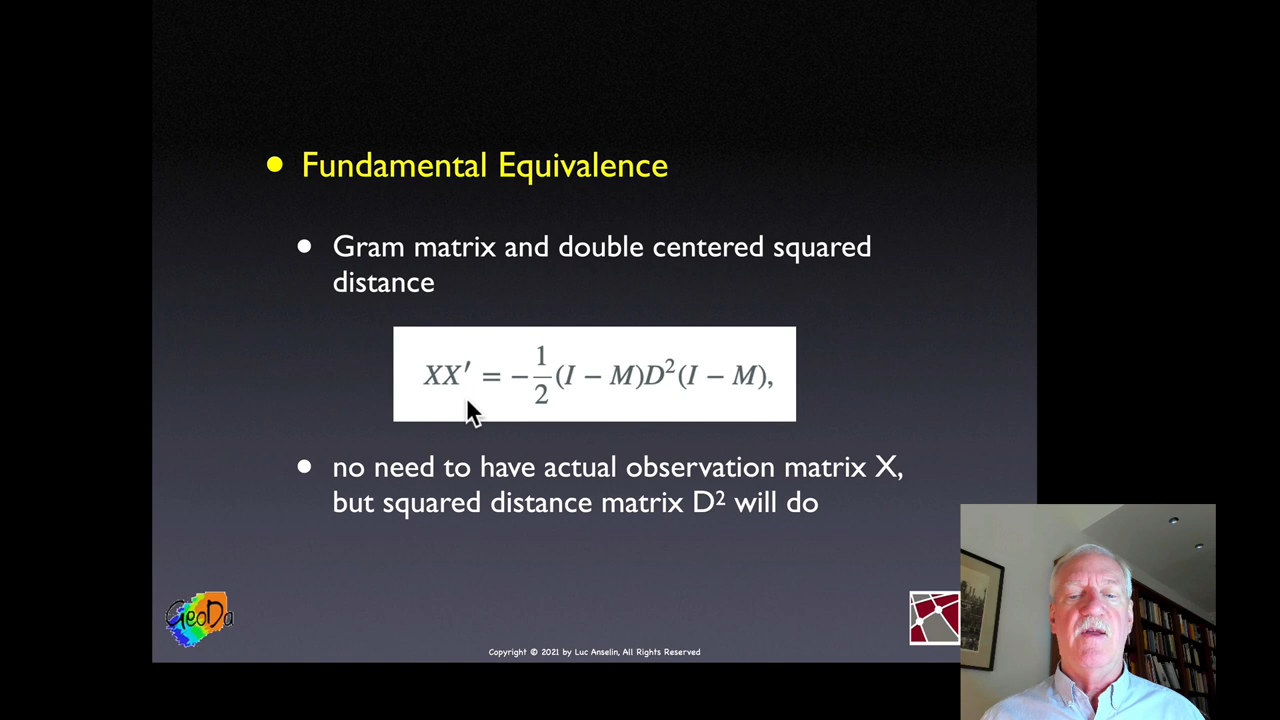 • Fundamental Equivalence
• Gram matrix and double centered squared
distance
XX′ = −1/2(I − M)D²(I − M),
• no need to have actual observation matrix X,
but squared distance matrix D² will do
GeoDa
Copyright © 2021 by Luc Anselin, All Rights Reserved